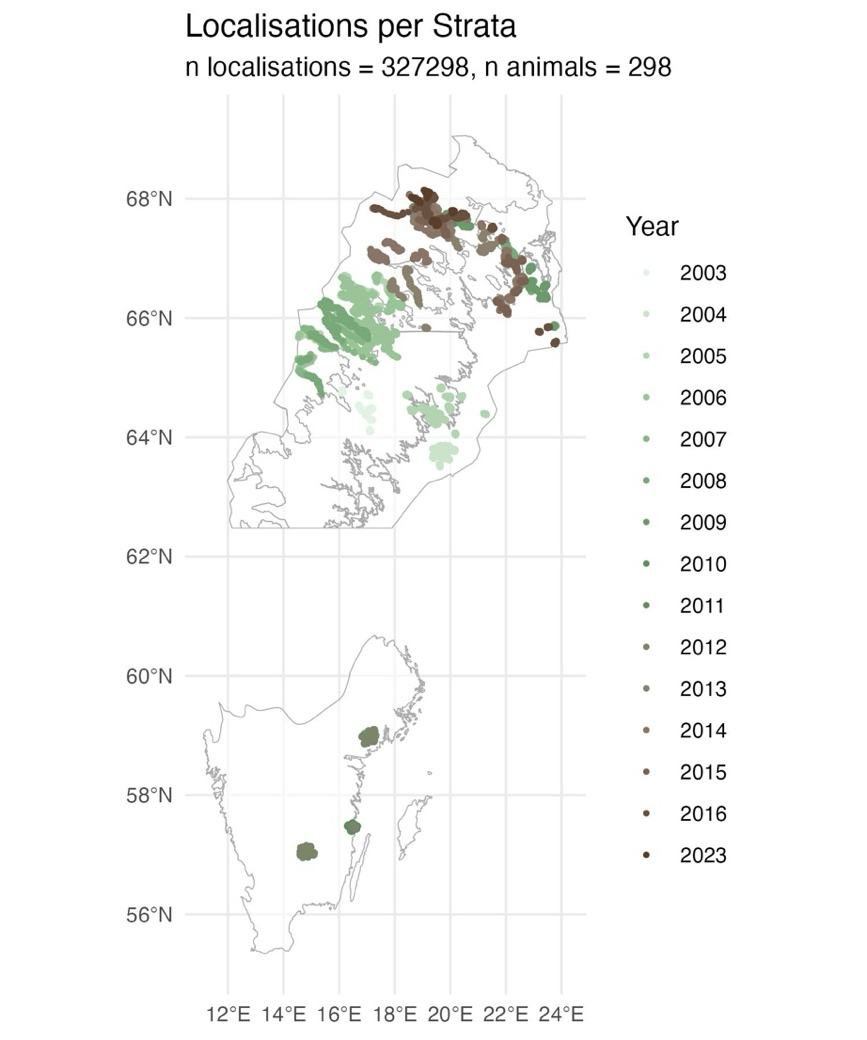 Localisations per Strata
n localisations = 327298, n animals = 298
68°N
66°N
64°N
62°N
60°N
58°N
56°N
12°E 14°E 16°E 18°E 20°E 22°E 24°E
Year
2003
2004
2005
2006
2007
2008
2009
2010
2011
2012
2013
2014
2015
2016
2023